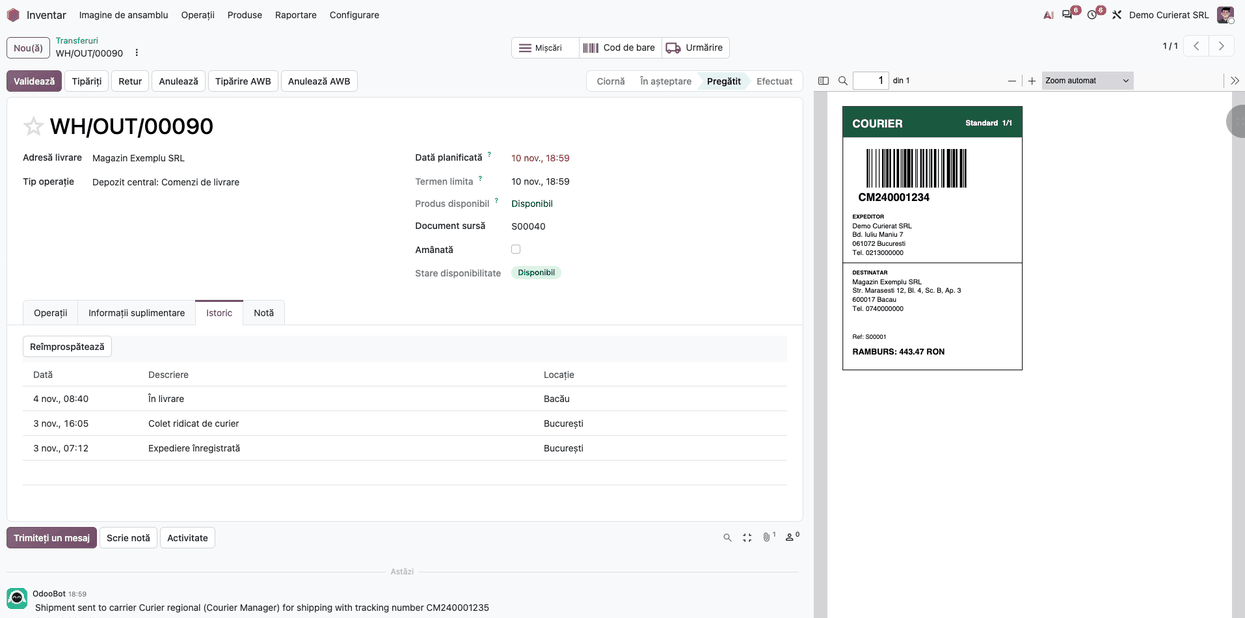 Inventar
Imagine de ansamblu
Operații
Produse
Raportare
Configurare
AI
6
6
Demo Curierat SRL
Nou(ă)
Transferuri
WH/OUT/00090
Mișcări
Cod de bare
Urmărire
1 / 1
Validează
Tipăriți
Retur
Anulează
Tipărire AWB
Anulează AWB
Ciornă
În așteptare
Pregătit
Efectuat
1
din 1
Zoom automat
WH/OUT/00090
Adresă livrare
Magazin Exemplu SRL
Tip operație
Depozit central: Comenzi de livrare
Dată planificată ?
10 nov., 18:59
Termen limita ?
10 nov., 18:59
Produs disponibil ?
Disponibil
Document sursă
S00040
Amânată
Stare disponibilitate
Disponibil
Operații
Informații suplimentare
Istoric
Notă
Reîmprospătează
Dată
Descriere
Locație
4 nov., 08:40
În livrare
Bacău
3 nov., 16:05
Colet ridicat de curier
București
3 nov., 07:12
Expediere înregistrată
București
Trimiteți un mesaj
Scrie notă
Activitate
1
0
Astăzi
OdooBot 18:59
Shipment sent to carrier Curier regional (Courier Manager) for shipping with tracking number CM240001235
COURIER
Standard 1/1
CM240001234
EXPEDITOR
Demo Curierat SRL
Bd. Iuliu Maniu 7
061072 Bucuresti
Tel. 0213000000
DESTINATAR
Magazin Exemplu SRL
Str. Marasesti 12, Bl. 4, Sc. B, Ap. 3
600017 Bacau
Tel. 0740000000
Ref: S00001
RAMBURS: 443.47 RON